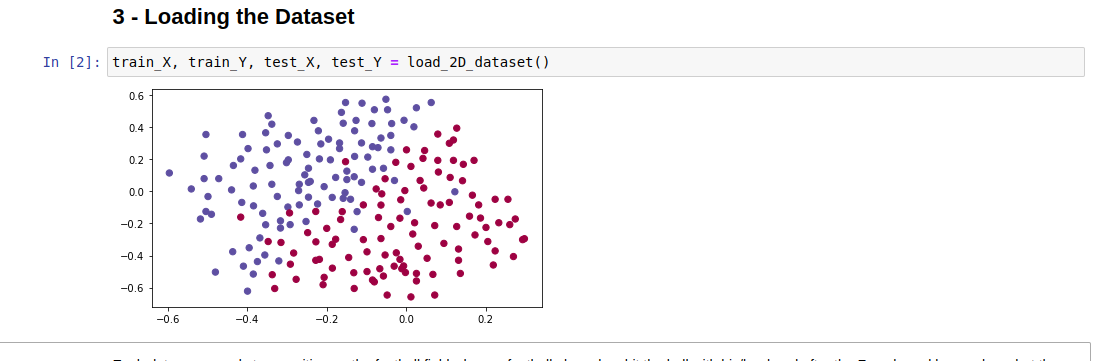 3 - Loading the Dataset
In [2]: train_X, train_Y, test_X, test_Y = load_2D_dataset()
0.6
0.4
0.2
0.0
−0.2
−0.4
−0.6
−0.6 −0.4 −0.2 0.0 0.2